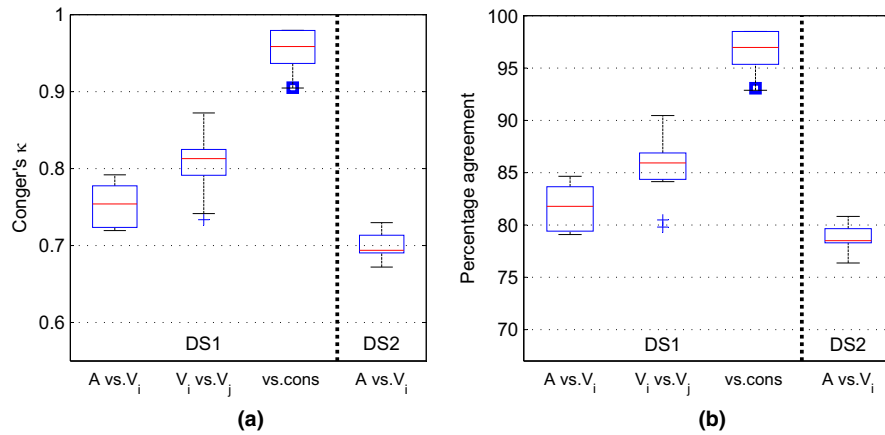 1
0.9
0.8
0.7
0.6
Conger's κ
DS1
DS2
A vs.V_i
V_i vs.V_j
vs.cons
A vs.V_i
(a)
100
95
90
85
80
75
70
Percentage agreement
DS1
DS2
A vs.V_i
V_i vs.V_j
vs.cons
A vs.V_i
(b)